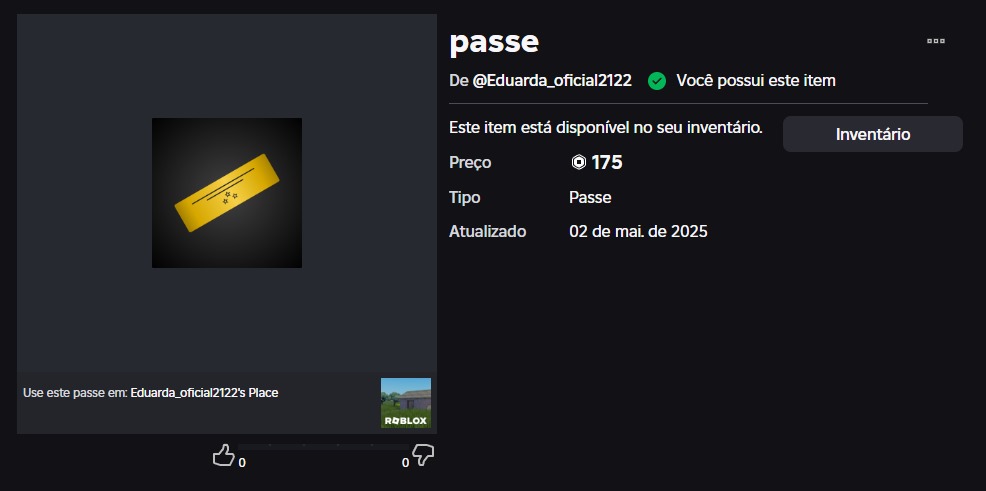 passe
De @Eduarda_oficial2122 Você possui este item
Este item está disponível no seu inventário.
Inventário
Preço 175
Tipo Passe
Atualizado 02 de mai. de 2025
Use este passe em: Eduarda_oficial2122's Place
ROBLOX
0 0